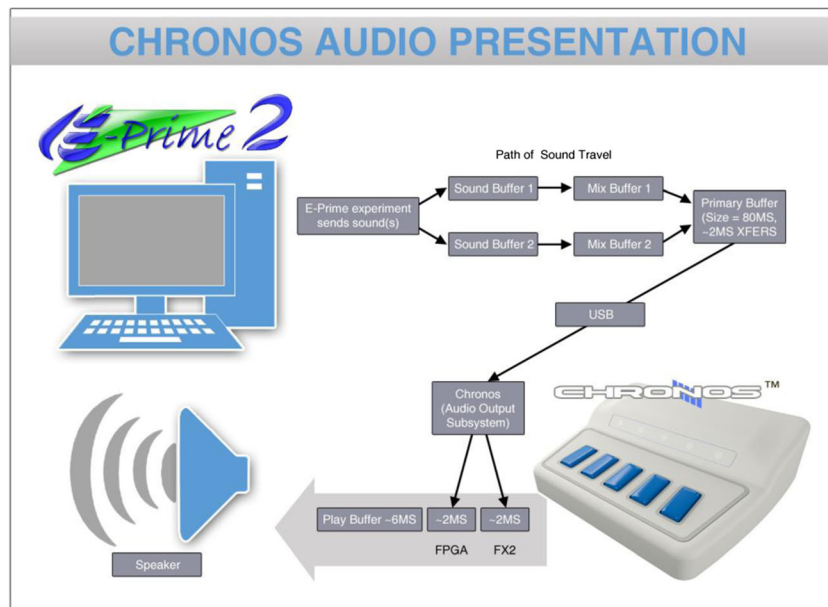 CHRONOS AUDIO PRESENTATION
E-Prime 2
Path of Sound Travel
E-Prime experiment
sends sound(s)
Sound Buffer 1
Mix Buffer 1
Sound Buffer 2
Mix Buffer 2
Primary Buffer
(Size = 80MS,
~2MS XFERS
USB
Chronos
(Audio Output
Subsystem)
CHRONOS™
Play Buffer ~6MS
~2MS
~2MS
FPGA
FX2
Speaker